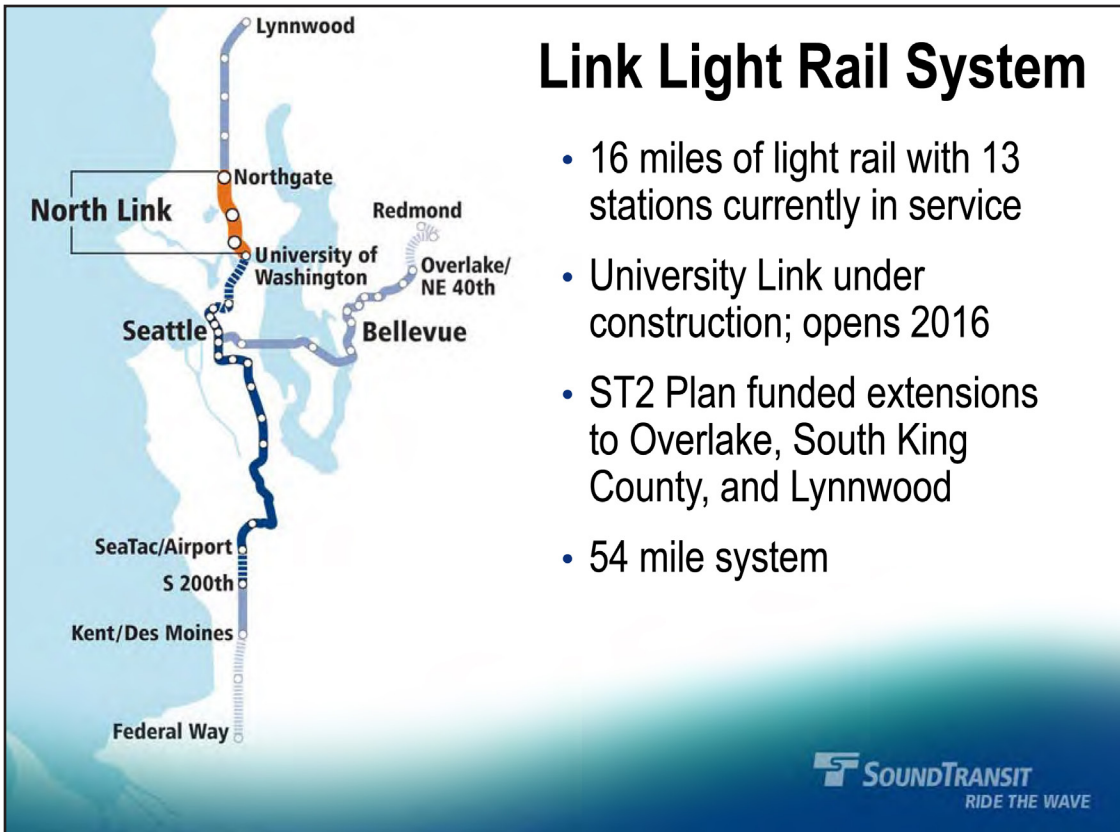 Link Light Rail System
• 16 miles of light rail with 13
stations currently in service
• University Link under
construction; opens 2016
• ST2 Plan funded extensions
to Overlake, South King
County, and Lynnwood
• 54 mile system
Lynnwood
Northgate
North Link
Redmond
University of
Washington
Overlake/
NE 40th
Seattle
Bellevue
SeaTac/Airport
S 200th
Kent/Des Moines
Federal Way
SOUNDTRANSIT
RIDE THE WAVE